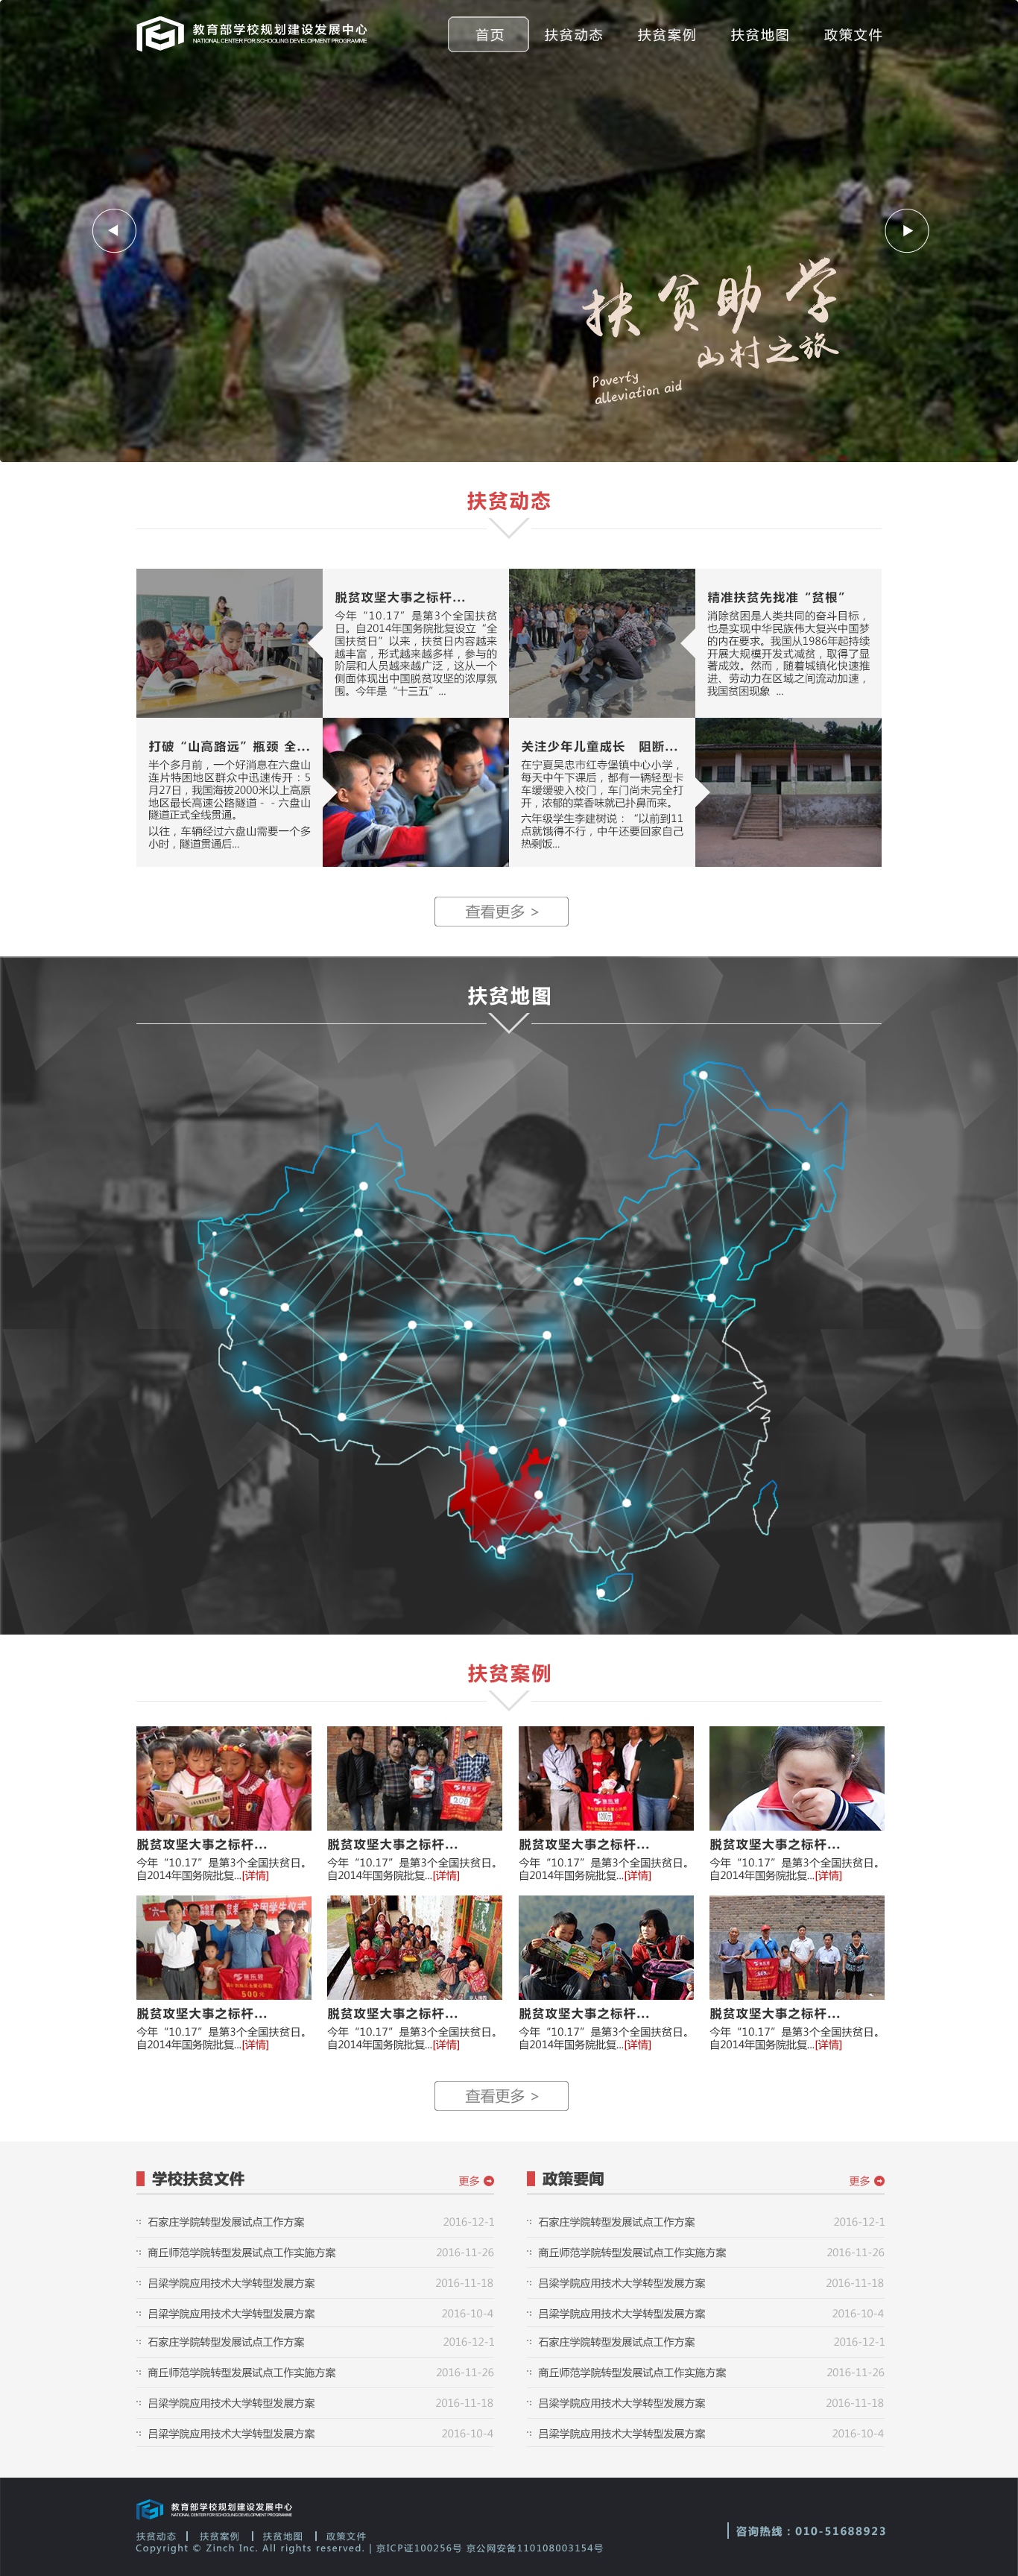 教育部学校规划建设发展中心
NATIONAL CENTER FOR SCHOOLING DEVELOPMENT PROGRAMME
首页 扶贫动态 扶贫案例 扶贫地图 政策文件
扶贫助学
山村之旅
Poverty
alleviation aid
扶贫动态
脱贫攻坚大事之标杆...
今年“10.17”是第3个全国扶贫
日。自2014年国务院批复设立“全
国扶贫日”以来，扶贫日内容越来
越丰富，形式越来越多样，参与的
阶层和人员越来越广泛，这从一个
侧面体现出中国脱贫攻坚的浓厚氛
围。今年是“十三五”...
精准扶贫先找准“贫根”
消除贫困是人类共同的奋斗目标，
也是实现中华民族伟大复兴中国梦
的内在要求。我国从1986年起持续
开展大规模开发式减贫，取得了显
著成效。然而，随着城镇化快速推
进、劳动力在区域之间流动加速，
我国贫困现象 ...
打破“山高路远”瓶颈 全...
半个多月前，一个好消息在六盘山
连片特困地区群众中迅速传开：5
月27日，我国海拔2000米以上高原
地区最长高速公路隧道－－六盘山
隧道正式全线贯通。
以往，车辆经过六盘山需要一个多
小时，隧道贯通后...
关注少年儿童成长 阻断...
在宁夏吴忠市红寺堡镇中心小学，
每天中午下课后，都有一辆轻型卡
车缓缓驶入校门，车门尚未完全打
开，浓郁的菜香味就已扑鼻而来。
六年级学生李建树说：“以前到11
点就饿得不行，中午还要回家自己
热剩饭...
查看更多 >
扶贫地图
扶贫案例
脱贫攻坚大事之标杆...
今年“10.17”是第3个全国扶贫日。
自2014年国务院批复...[详情]
脱贫攻坚大事之标杆...
今年“10.17”是第3个全国扶贫日。
自2014年国务院批复...[详情]
脱贫攻坚大事之标杆...
今年“10.17”是第3个全国扶贫日。
自2014年国务院批复...[详情]
脱贫攻坚大事之标杆...
今年“10.17”是第3个全国扶贫日。
自2014年国务院批复...[详情]
500元
脱贫攻坚大事之标杆...
今年“10.17”是第3个全国扶贫日。
自2014年国务院批复...[详情]
脱贫攻坚大事之标杆...
今年“10.17”是第3个全国扶贫日。
自2014年国务院批复...[详情]
脱贫攻坚大事之标杆...
今年“10.17”是第3个全国扶贫日。
自2014年国务院批复...[详情]
脱贫攻坚大事之标杆...
今年“10.17”是第3个全国扶贫日。
自2014年国务院批复...[详情]
查看更多 >
学校扶贫文件 更多
石家庄学院转型发展试点工作方案 2016-12-1
商丘师范学院转型发展试点工作实施方案 2016-11-26
吕梁学院应用技术大学转型发展方案 2016-11-18
吕梁学院应用技术大学转型发展方案 2016-10-4
石家庄学院转型发展试点工作方案 2016-12-1
商丘师范学院转型发展试点工作实施方案 2016-11-26
吕梁学院应用技术大学转型发展方案 2016-11-18
吕梁学院应用技术大学转型发展方案 2016-10-4
政策要闻 更多
石家庄学院转型发展试点工作方案 2016-12-1
商丘师范学院转型发展试点工作实施方案 2016-11-26
吕梁学院应用技术大学转型发展方案 2016-11-18
吕梁学院应用技术大学转型发展方案 2016-10-4
石家庄学院转型发展试点工作方案 2016-12-1
商丘师范学院转型发展试点工作实施方案 2016-11-26
吕梁学院应用技术大学转型发展方案 2016-11-18
吕梁学院应用技术大学转型发展方案 2016-10-4
教育部学校规划建设发展中心
NATIONAL CENTER FOR SCHOOLING DEVELOPMENT PROGRAMME
扶贫动态 | 扶贫案例 | 扶贫地图 | 政策文件
Copyright © Zinch Inc. All rights reserved. | 京ICP证100256号 京公网安备110108003154号
咨询热线：010-51688923